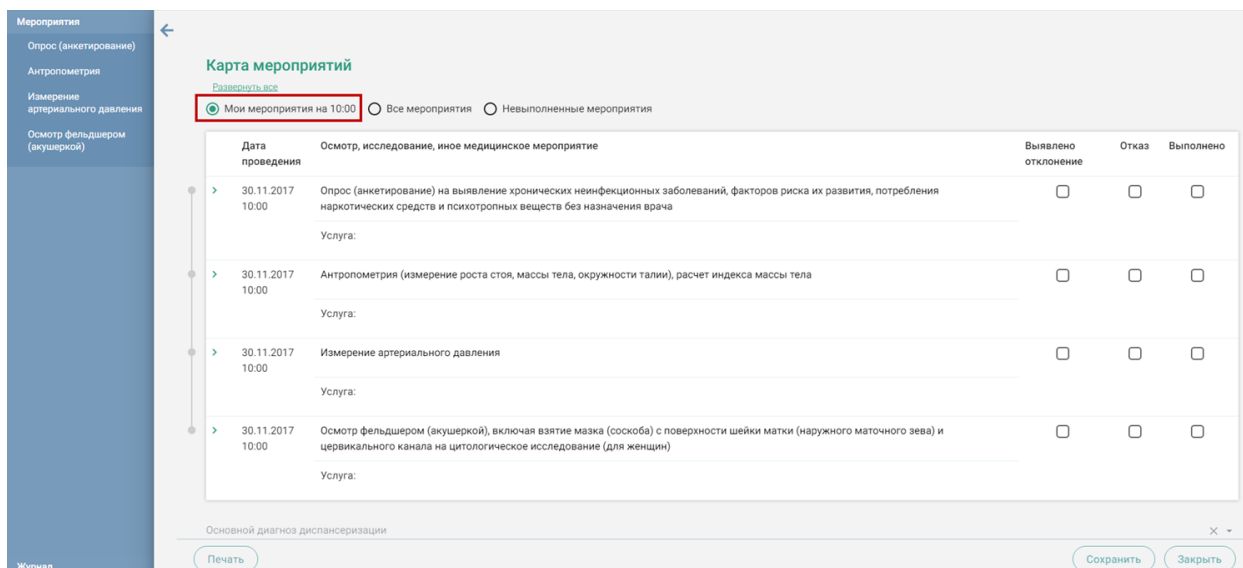 Мероприятия
Опрос (анкетирование)
Антропометрия
Измерение
артериального давления
Осмотр фельдшером
(акушеркой)
Журнал
Карта мероприятий
Развернуть все
Мои мероприятия на 10:00 Все мероприятия Невыполненные мероприятия
Дата
проведения
Осмотр, исследование, иное медицинское мероприятие
Выявлено
отклонение
Отказ
Выполнено
30.11.2017
10:00
Опрос (анкетирование) на выявление хронических неинфекционных заболеваний, факторов риска их развития, потребления
наркотических средств и психотропных веществ без назначения врача
Услуга:
30.11.2017
10:00
Антропометрия (измерение роста стоя, массы тела, окружности талии), расчет индекса массы тела
Услуга:
30.11.2017
10:00
Измерение артериального давления
Услуга:
30.11.2017
10:00
Осмотр фельдшером (акушеркой), включая взятие мазка (соскоба) с поверхности шейки матки (наружного маточного зева) и
цервикального канала на цитологическое исследование (для женщин)
Услуга:
Основной диагноз диспансеризации
Печать Сохранить Закрыть